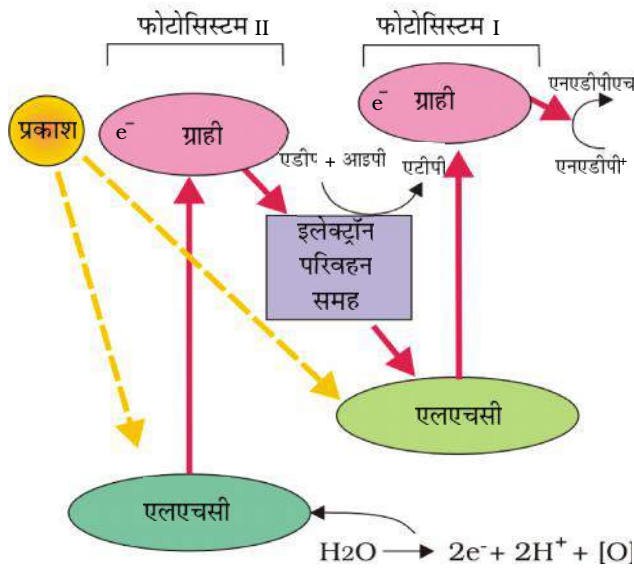 फोटोसिस्टम II
फोटोसिस्टम I
प्रकाश
e⁻ ग्राही
e⁻ ग्राही
एनएडीपीएच
एनएडीपी⁺
एडीप + आइपी
एटीपी
इलेक्ट्रॉन
परिवहन
समह
एलएचसी
एलएचसी
H2O → 2e⁻+ 2H⁺ + [O]